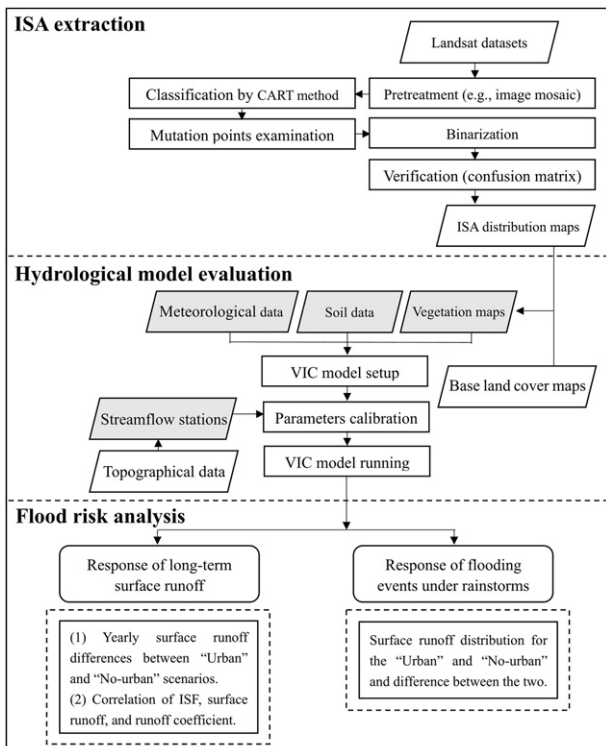 ISA extraction
Landsat datasets
Classification by CART method
Pretreatment (e.g., image mosaic)
Mutation points examination
Binarization
Verification (confusion matrix)
ISA distribution maps
Hydrological model evaluation
Meteorological data
Soil data
Vegetation maps
VIC model setup
Base land cover maps
Streamflow stations
Parameters calibration
Topographical data
VIC model running
Flood risk analysis
Response of long-term
surface runoff
Response of flooding
events under rainstorms
(1) Yearly surface runoff
differences between “Urban”
and “No-urban” scenarios.
(2) Correlation of ISF, surface
runoff, and runoff coefficient.
Surface runoff distribution for
the “Urban” and “No-urban”
and difference between the two.